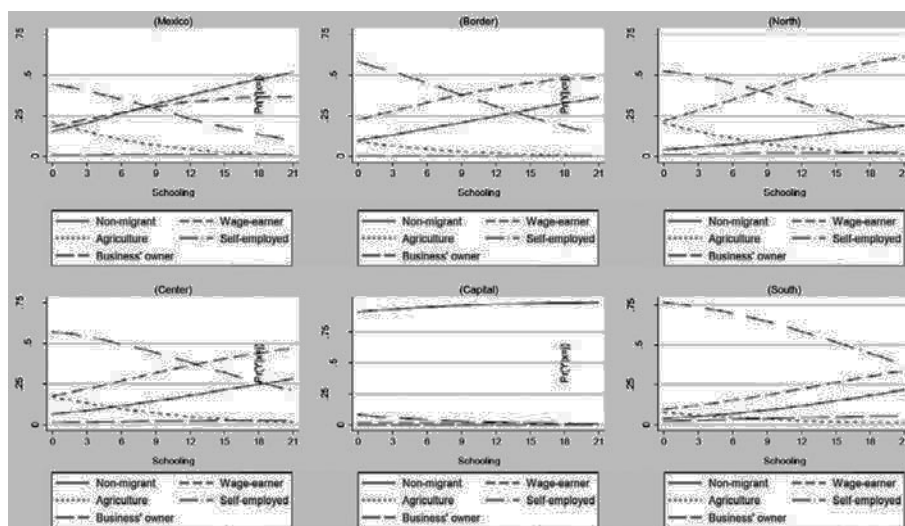 (Mexico) (Border) (North)
.75 .75 .75
.5 .5 .5
Pr(Y|x=j) Pr(Y|x=j)
.25 .25 .25
0 0 0
0 3 6 9 12 15 18 21 0 3 6 9 12 15 18 21 0 3 6 9 12 15 18 21
Schooling Schooling Schooling
Non-migrant Wage-earner Non-migrant Wage-earner Non-migrant Wage-earner
Agriculture Self-employed Agriculture Self-employed Agriculture Self-employed
Business' owner Business' owner Business' owner
(Center) (Capital) (South)
.75 .75 .75
.5 .5 .5
Pr(Y|x=j) Pr(Y|x=j)
.25 .25 .25
0 0 0
0 3 6 9 12 15 18 21 0 3 6 9 12 15 18 21 0 3 6 9 12 15 18 21
Schooling Schooling Schooling
Non-migrant Wage-earner Non-migrant Wage-earner Non-migrant Wage-earner
Agriculture Self-employed Agriculture Self-employed Agriculture Self-employed
Business' owner Business' owner Business' owner